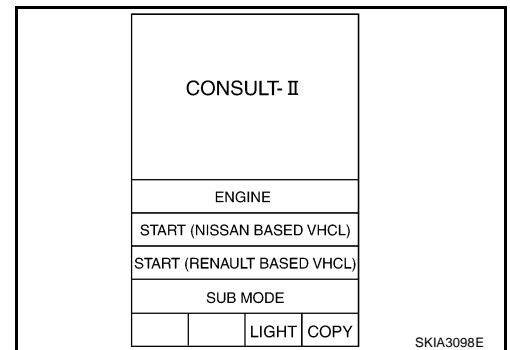 CONSULT-II
ENGINE
START (NISSAN BASED VHCL)
START (RENAULT BASED VHCL)
SUB MODE
LIGHT COPY
SKIA3098E